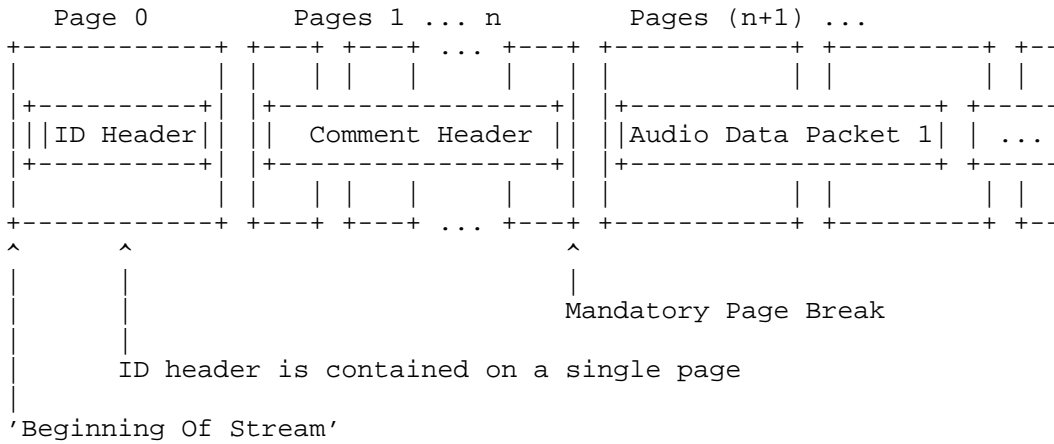 Page 0 Pages 1 ... n Pages (n+1) ...
+------------+ +---+ +---+ ... +---+ +-----------+ +---------+ +--
| | | | | | | | | | | | |
|+----------+| |+-----------------+| |+-------------------+ +-----
|||ID Header|| || Comment Header || ||Audio Data Packet 1| | ...
|+----------+| |+-----------------+| |+-------------------+ +-----
| | | | | | | | | | | | |
+------------+ +---+ +---+ ... +---+ +-----------+ +---------+ +--
^ ^ ^
| | |
| | Mandatory Page Break
| |
| ID header is contained on a single page
|
'Beginning Of Stream'